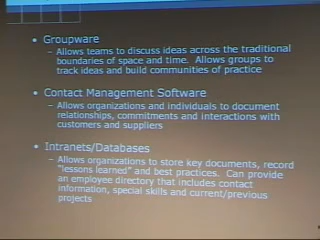 • Groupware
– Allows teams to discuss ideas across the traditional
boundaries of space and time. Allows groups to
track ideas and build communities of practice
• Contact Management Software
– Allows organizations and individuals to document
relationships, commitments and interactions with
customers and suppliers
• Intranets/Databases
– Allows organizations to store key documents, record
"lessons learned" and best practices. Can provide
an employee directory that includes contact
information, special skills and current/previous
projects